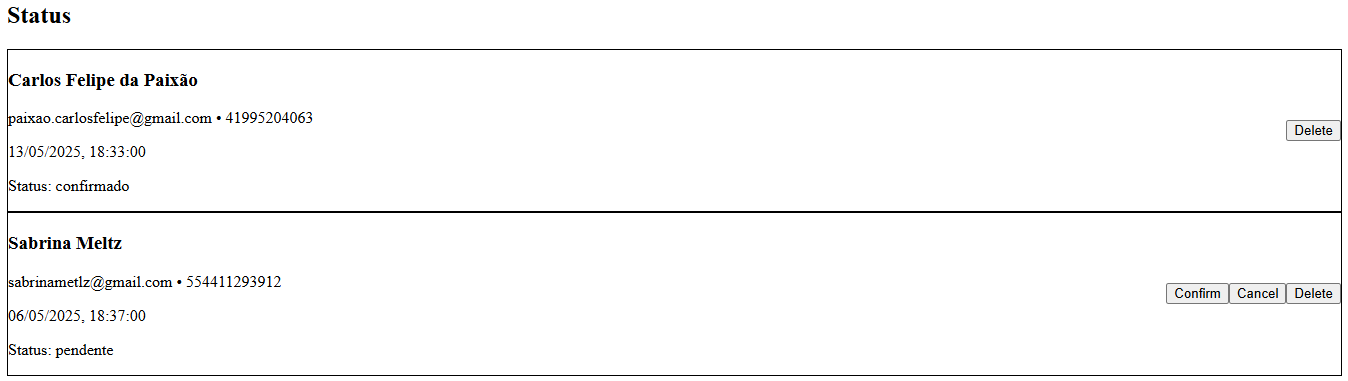 Status
Carlos Felipe da Paixão
paixao.carlosfelipe@gmail.com • 41995204063
Delete
13/05/2025, 18:33:00
Status: confirmado
Sabrina Meltz
sabrinametlz@gmail.com • 554411293912
Confirm Cancel Delete
06/05/2025, 18:37:00
Status: pendente